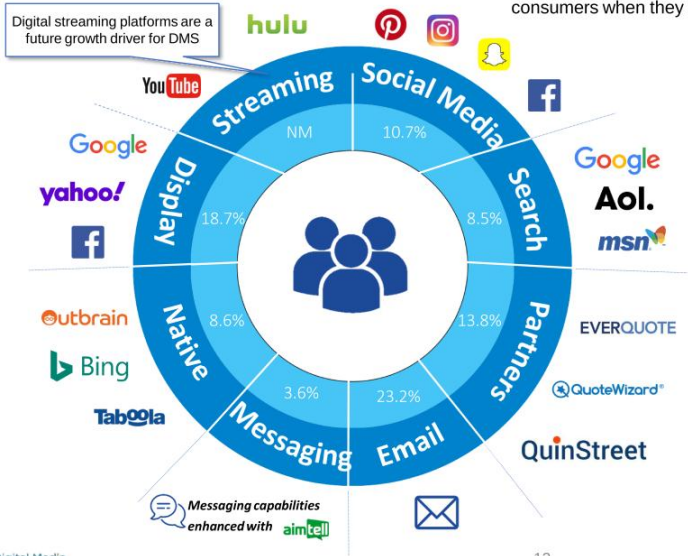 consumers when they
Digital streaming platforms are a
future growth driver for DMS
hulu
YouTube
Streaming
NM
Social Media
10.7%
Google
Aol.
msn
Search
8.5%
Google
yahoo!
Display
18.7%
Outbrain
Bing
Taboola
Native
8.6%
Partners
13.8%
EVERQUOTE
QuoteWizard®
QuinStreet
Messaging
3.6%
Email
23.2%
Messaging capabilities
enhanced with aimtell